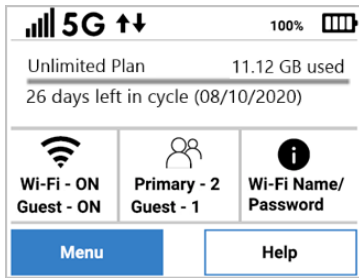 5G 100%
Unlimited Plan 11.12 GB used
26 days left in cycle (08/10/2020)
Wi-Fi - ON Primary - 2 Wi-Fi Name/
Guest - ON Guest - 1 Password
Menu Help